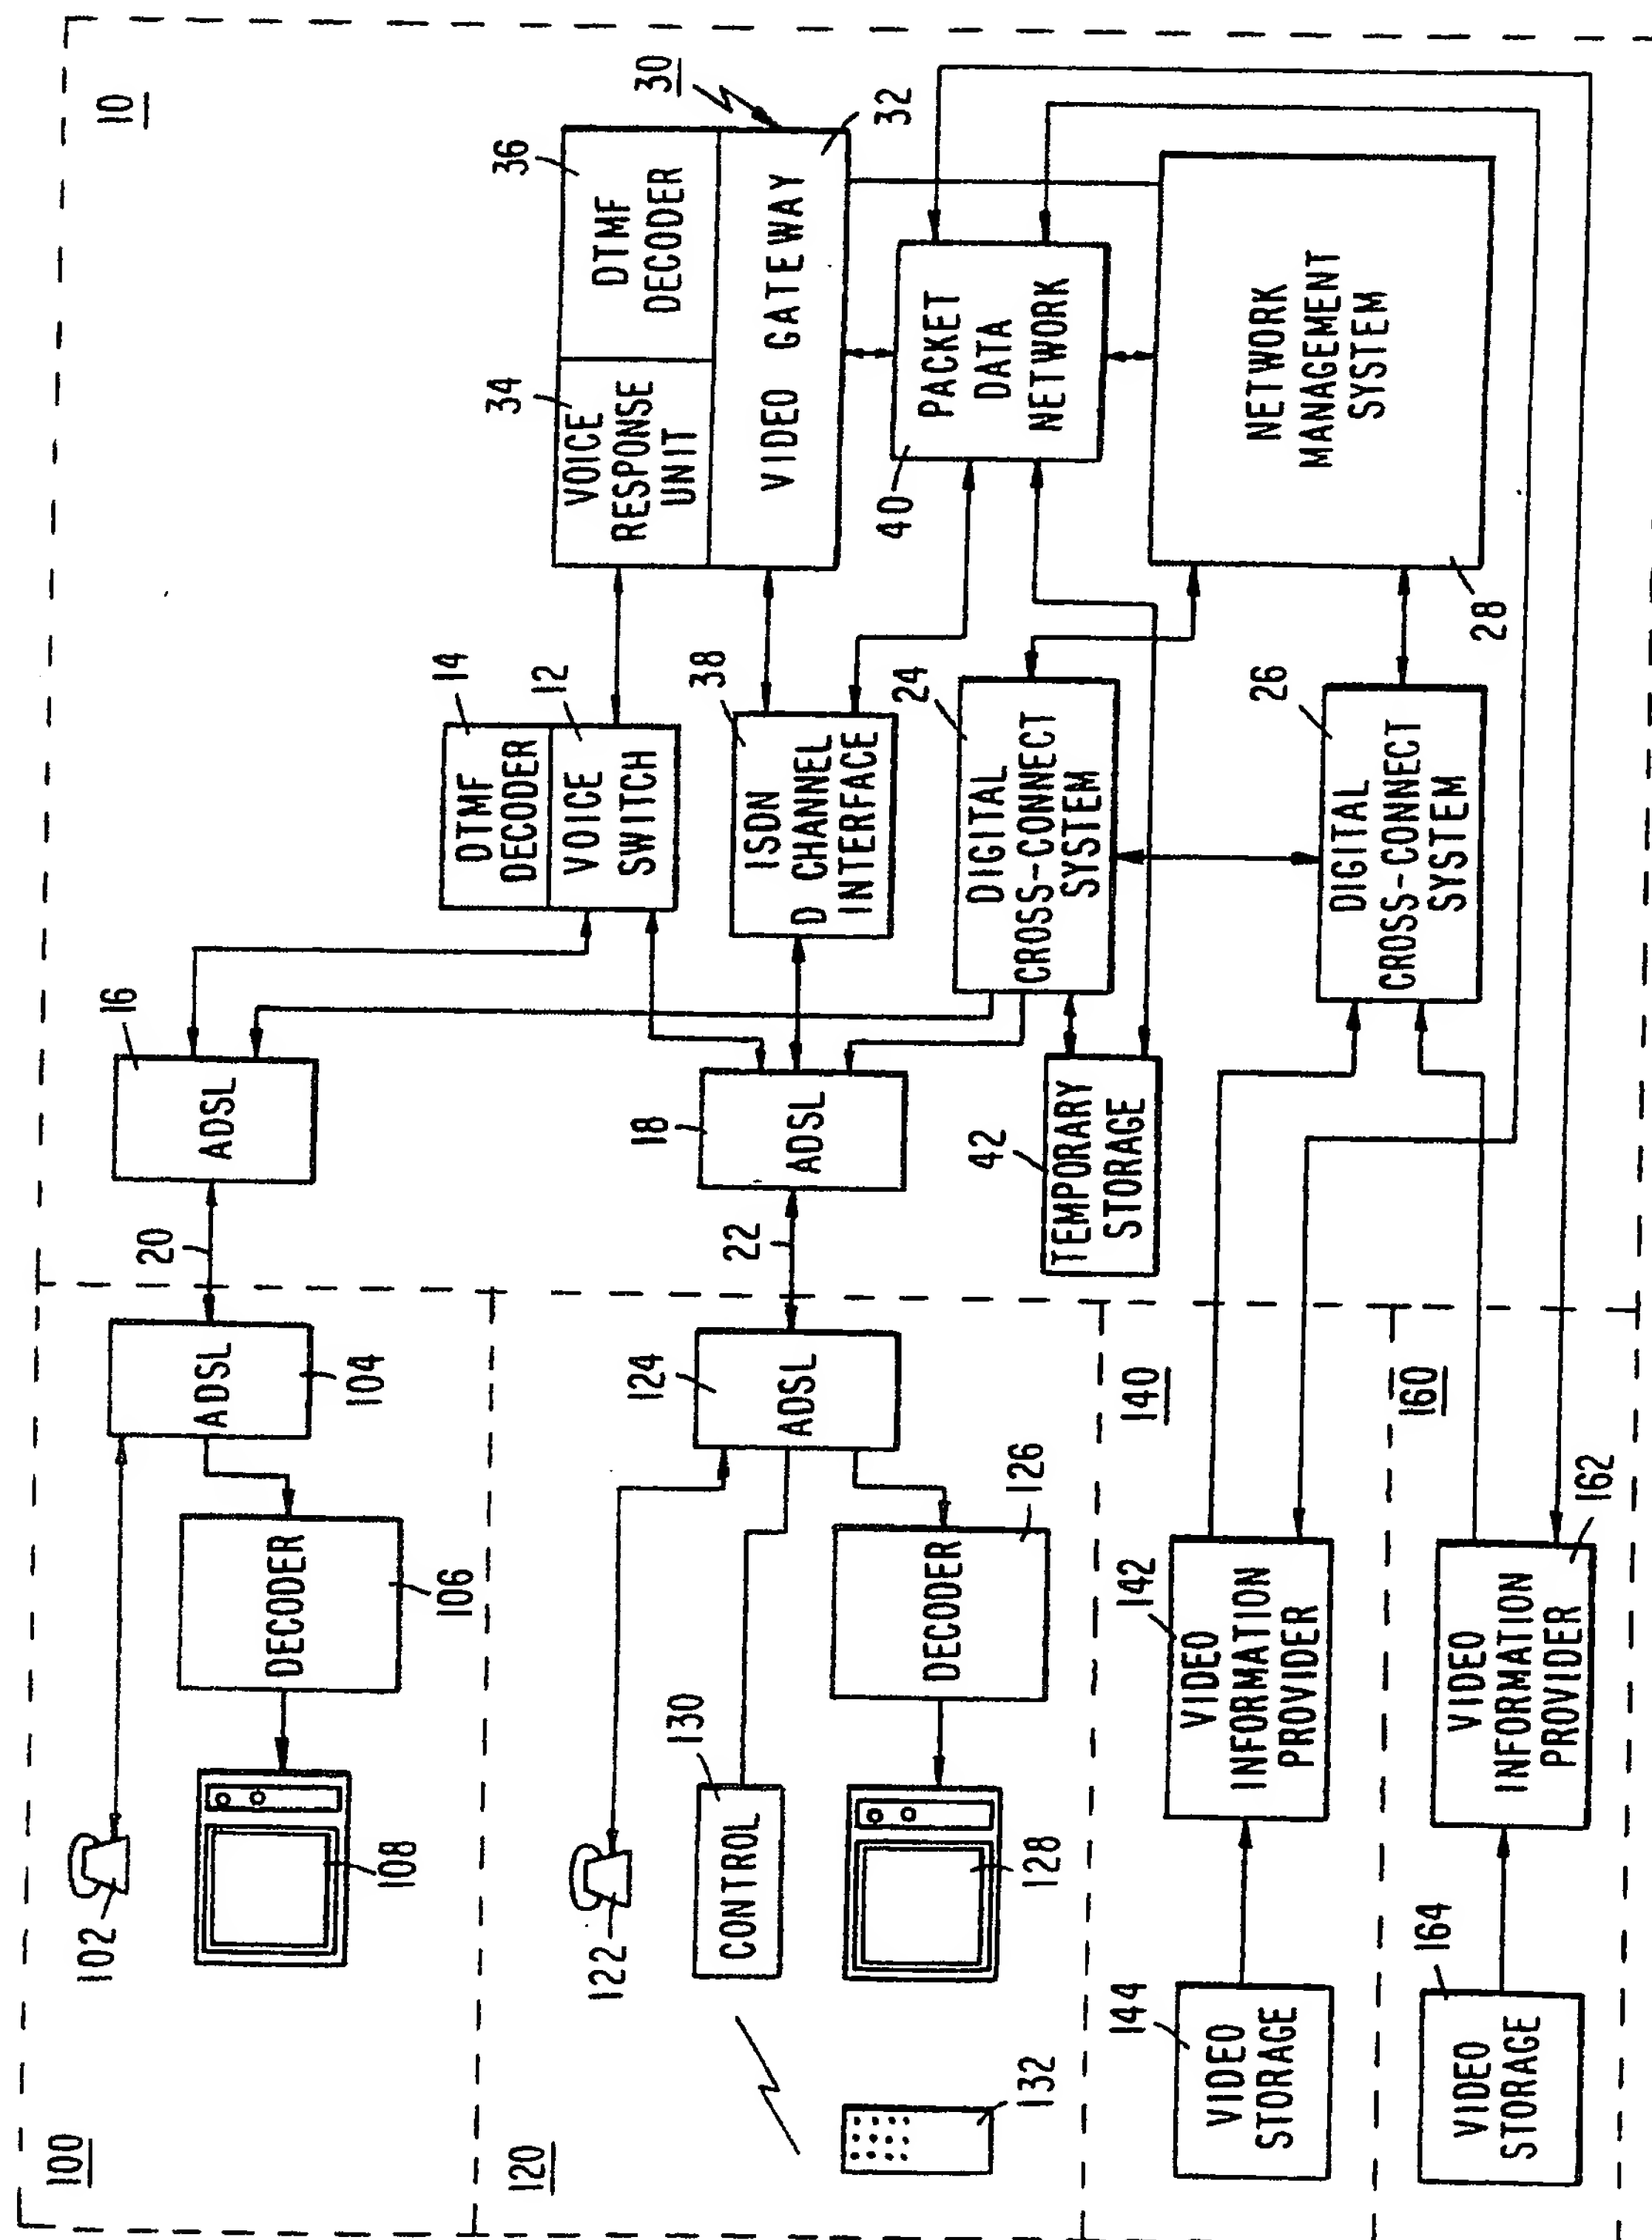 100
102
108
DECODER
106
ADSL
104
20
ADSL
16
10
120
122
CONTROL
130
132
128
DECODER
126
ADSL
124
22
ADSL
18
DTMF
DECODER
14
VOICE
SWITCH
12
ISDN
D CHANNEL
INTERFACE
38
VOICE
RESPONSE
UNIT
34
DTMF
DECODER
36
30
VIDEO GATEWAY
32
PACKET
DATA
NETWORK
40
TEMPORARY
STORAGE
42
DIGITAL
CROSS-CONNECT
SYSTEM
24
DIGITAL
CROSS-CONNECT
SYSTEM
26
NETWORK
MANAGEMENT
SYSTEM
28
140
VIDEO
STORAGE
144
VIDEO
INFORMATION
PROVIDER
142
160
VIDEO
STORAGE
164
VIDEO
INFORMATION
PROVIDER
162